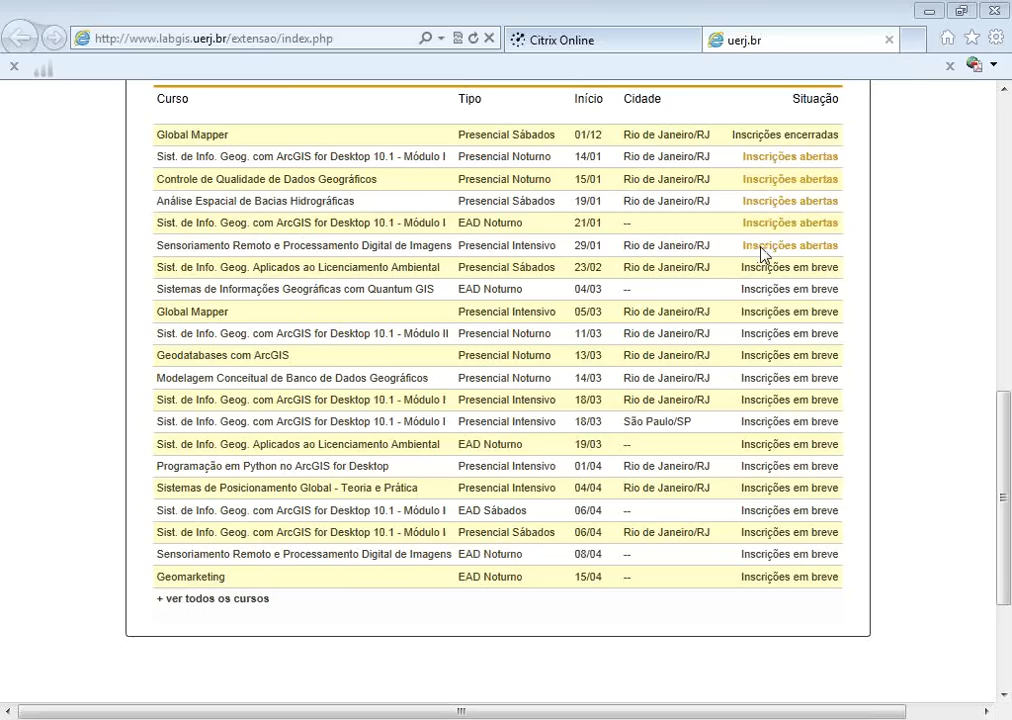 http://www.labgis.uerj.br/extensao/index.php
Citrix Online
uerj.br
Curso Tipo Início Cidade Situação
Global Mapper Presencial Sábados 01/12 Rio de Janeiro/RJ Inscrições encerradas
Sist. de Info. Geog. com ArcGIS for Desktop 10.1 - Módulo I Presencial Noturno 14/01 Rio de Janeiro/RJ Inscrições abertas
Controle de Qualidade de Dados Geográficos Presencial Noturno 15/01 Rio de Janeiro/RJ Inscrições abertas
Análise Espacial de Bacias Hidrográficas Presencial Noturno 19/01 Rio de Janeiro/RJ Inscrições abertas
Sist. de Info. Geog. com ArcGIS for Desktop 10.1 - Módulo I EAD Noturno 21/01 -- Inscrições abertas
Sensoriamento Remoto e Processamento Digital de Imagens Presencial Intensivo 29/01 Rio de Janeiro/RJ Inscrições abertas
Sist. de Info. Geog. Aplicados ao Licenciamento Ambiental Presencial Sábados 23/02 Rio de Janeiro/RJ Inscrições em breve
Sistemas de Informações Geográficas com Quantum GIS EAD Noturno 04/03 -- Inscrições em breve
Global Mapper Presencial Intensivo 05/03 Rio de Janeiro/RJ Inscrições em breve
Sist. de Info. Geog. com ArcGIS for Desktop 10.1 - Módulo II Presencial Noturno 11/03 Rio de Janeiro/RJ Inscrições em breve
Geodatabases com ArcGIS Presencial Noturno 13/03 Rio de Janeiro/RJ Inscrições em breve
Modelagem Conceitual de Banco de Dados Geográficos Presencial Noturno 14/03 Rio de Janeiro/RJ Inscrições em breve
Sist. de Info. Geog. com ArcGIS for Desktop 10.1 - Módulo I Presencial Intensivo 18/03 Rio de Janeiro/RJ Inscrições em breve
Sist. de Info. Geog. com ArcGIS for Desktop 10.1 - Módulo I Presencial Intensivo 18/03 São Paulo/SP Inscrições em breve
Sist. de Info. Geog. Aplicados ao Licenciamento Ambiental EAD Noturno 19/03 -- Inscrições em breve
Programação em Python no ArcGIS for Desktop Presencial Intensivo 01/04 Rio de Janeiro/RJ Inscrições em breve
Sistemas de Posicionamento Global - Teoria e Prática Presencial Intensivo 04/04 Rio de Janeiro/RJ Inscrições em breve
Sist. de Info. Geog. com ArcGIS for Desktop 10.1 - Módulo I EAD Sábados 06/04 -- Inscrições em breve
Sist. de Info. Geog. com ArcGIS for Desktop 10.1 - Módulo I Presencial Sábados 06/04 Rio de Janeiro/RJ Inscrições em breve
Sensoriamento Remoto e Processamento Digital de Imagens EAD Noturno 08/04 -- Inscrições em breve
Geomarketing EAD Noturno 15/04 -- Inscrições em breve
+ ver todos os cursos